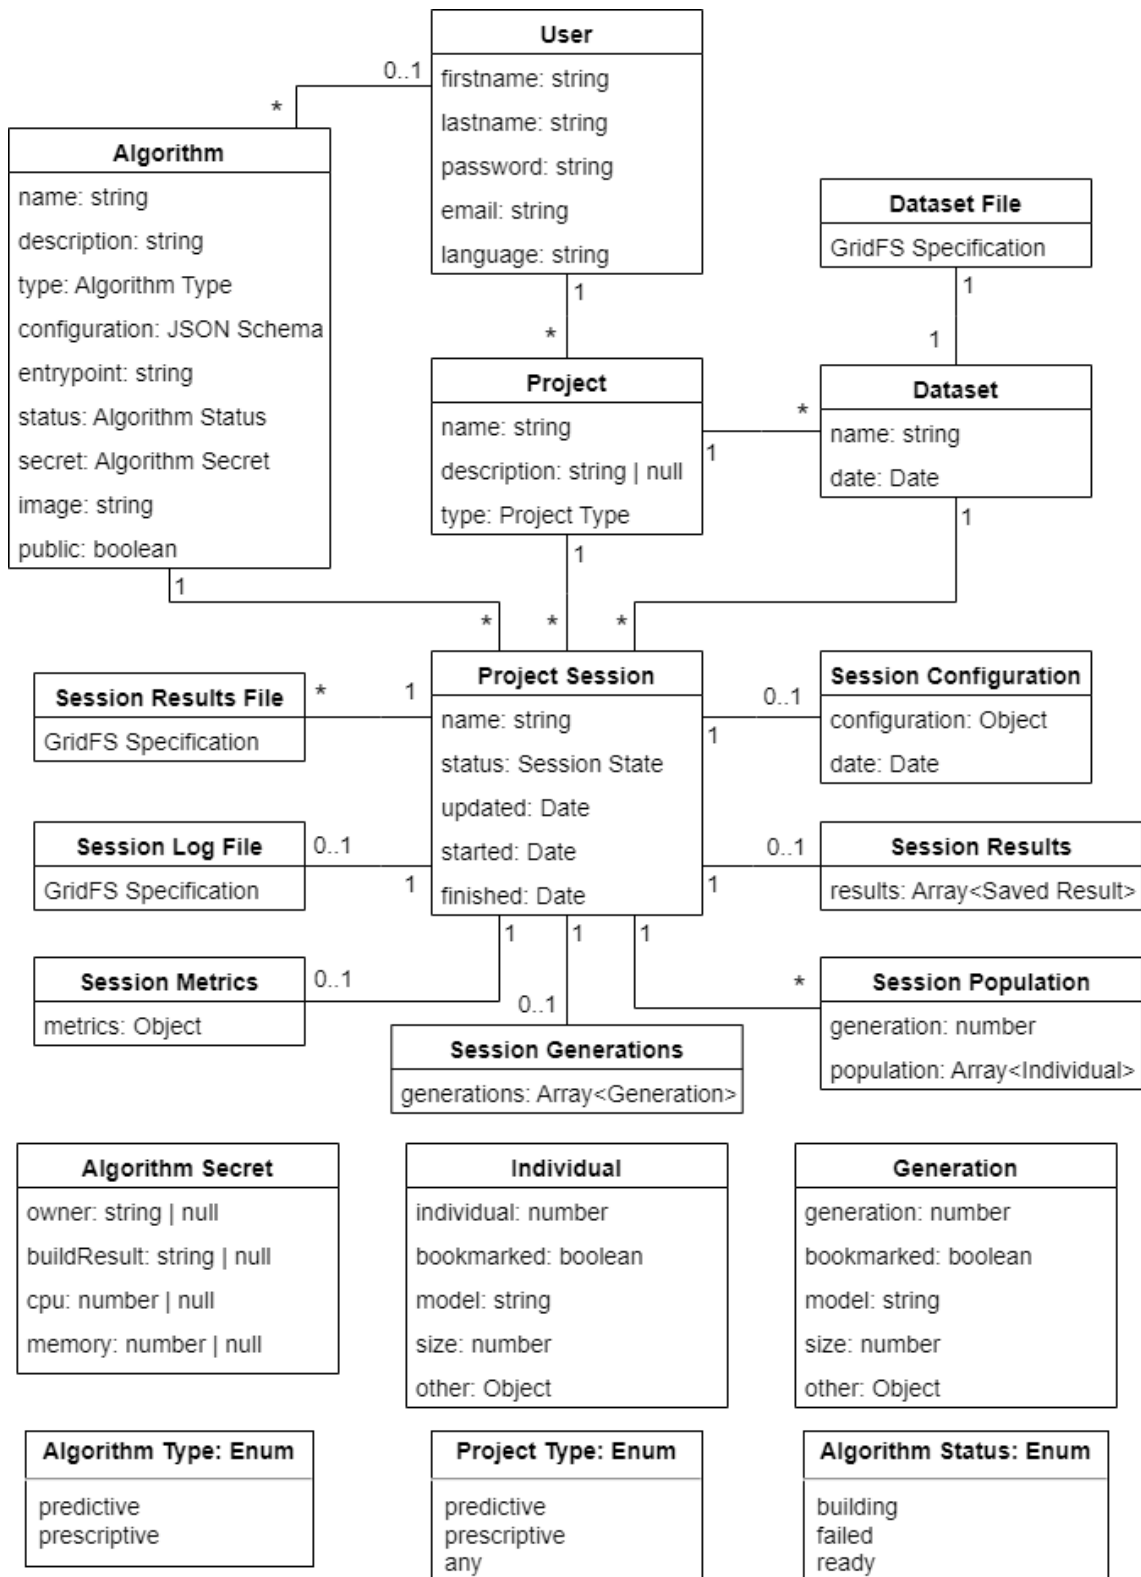 User
firstname: string
lastname: string
password: string
email: string
language: string
0..1
*
Algorithm
name: string
description: string
type: Algorithm Type
configuration: JSON Schema
entrypoint: string
status: Algorithm Status
secret: Algorithm Secret
image: string
public: boolean
Dataset File
GridFS Specification
1
*
1
1
Project
name: string
description: string | null
type: Project Type
*
1
Dataset
name: string
date: Date
1
1
1
*
*
*
Project Session
name: string
status: Session State
updated: Date
started: Date
finished: Date
Session Results File
GridFS Specification
*
1
Session Configuration
configuration: Object
date: Date
0..1
1
Session Log File
GridFS Specification
0..1
1
Session Results
results: Array<Saved Result>
0..1
1
1
1
1
Session Metrics
metrics: Object
0..1
0..1
Session Generations
generations: Array<Generation>
*
Session Population
generation: number
population: Array<Individual>
Algorithm Secret
owner: string | null
buildResult: string | null
cpu: number | null
memory: number | null
Individual
individual: number
bookmarked: boolean
model: string
size: number
other: Object
Generation
generation: number
bookmarked: boolean
model: string
size: number
other: Object
Algorithm Type: Enum
predictive
prescriptive
Project Type: Enum
predictive
prescriptive
any
Algorithm Status: Enum
building
failed
ready